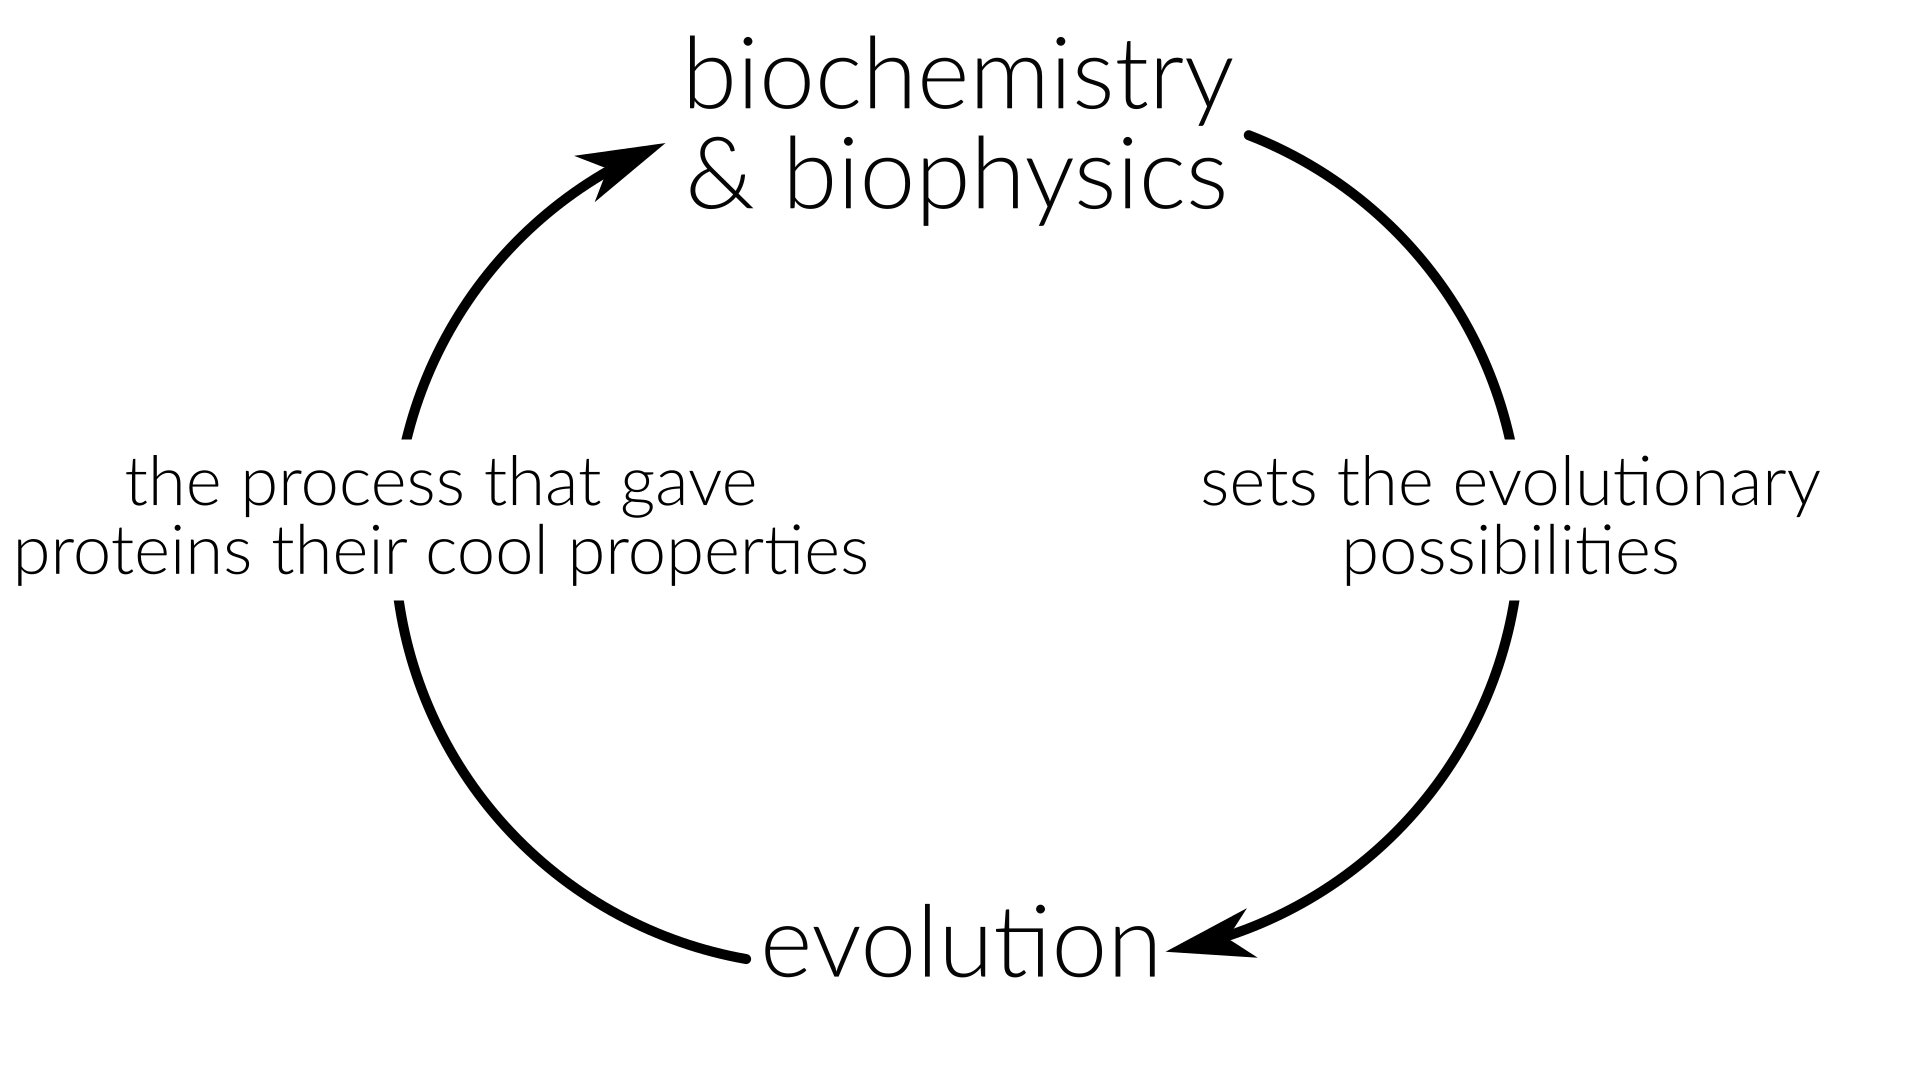 biochemistry
& biophysics
the process that gave
proteins their cool properties
sets the evolutionary
possibilities
evolution